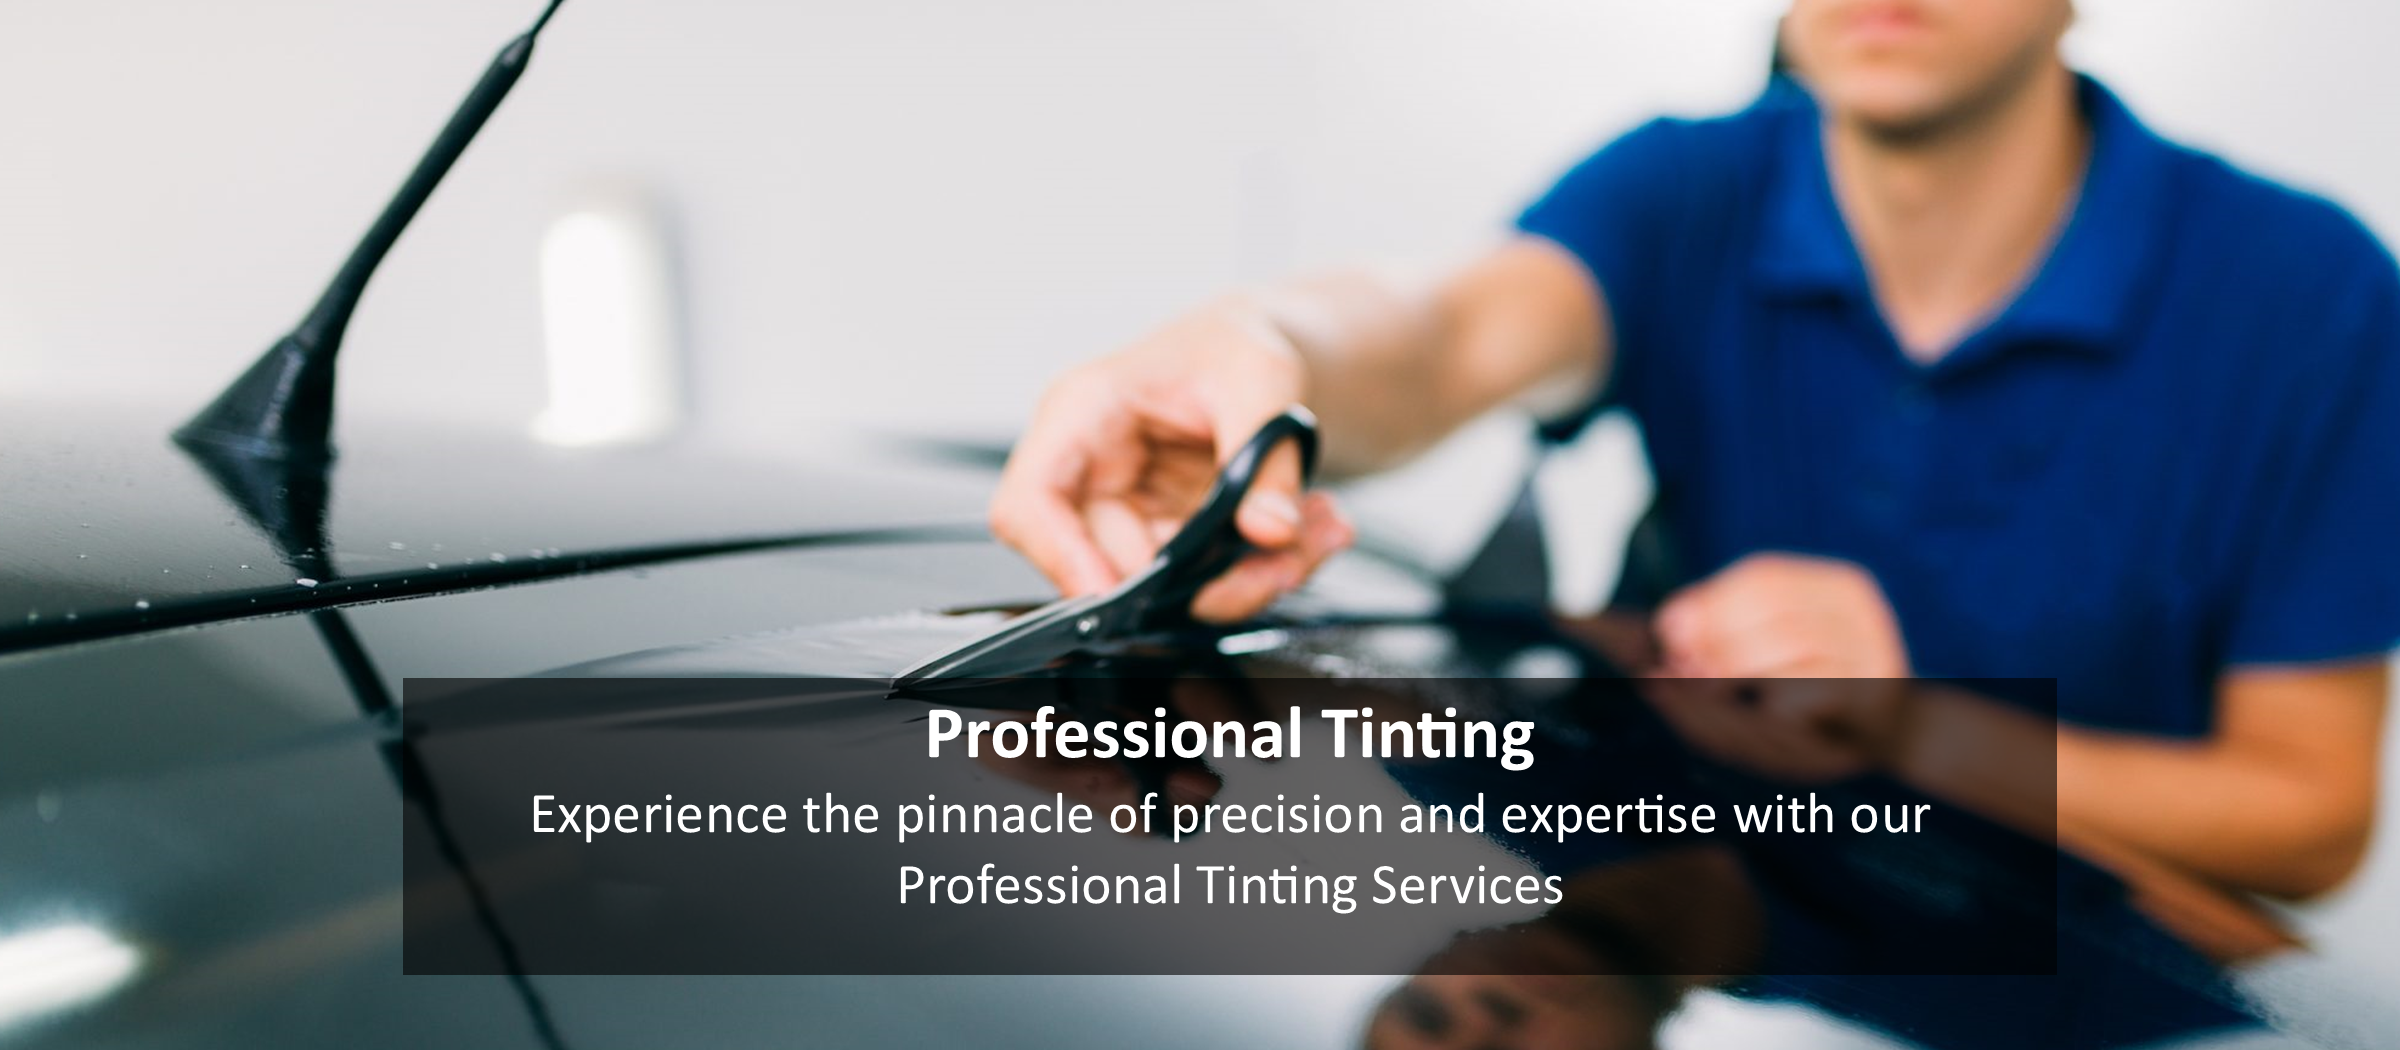 Professional Tinting
Experience the pinnacle of precision and expertise with our
Professional Tinting Services